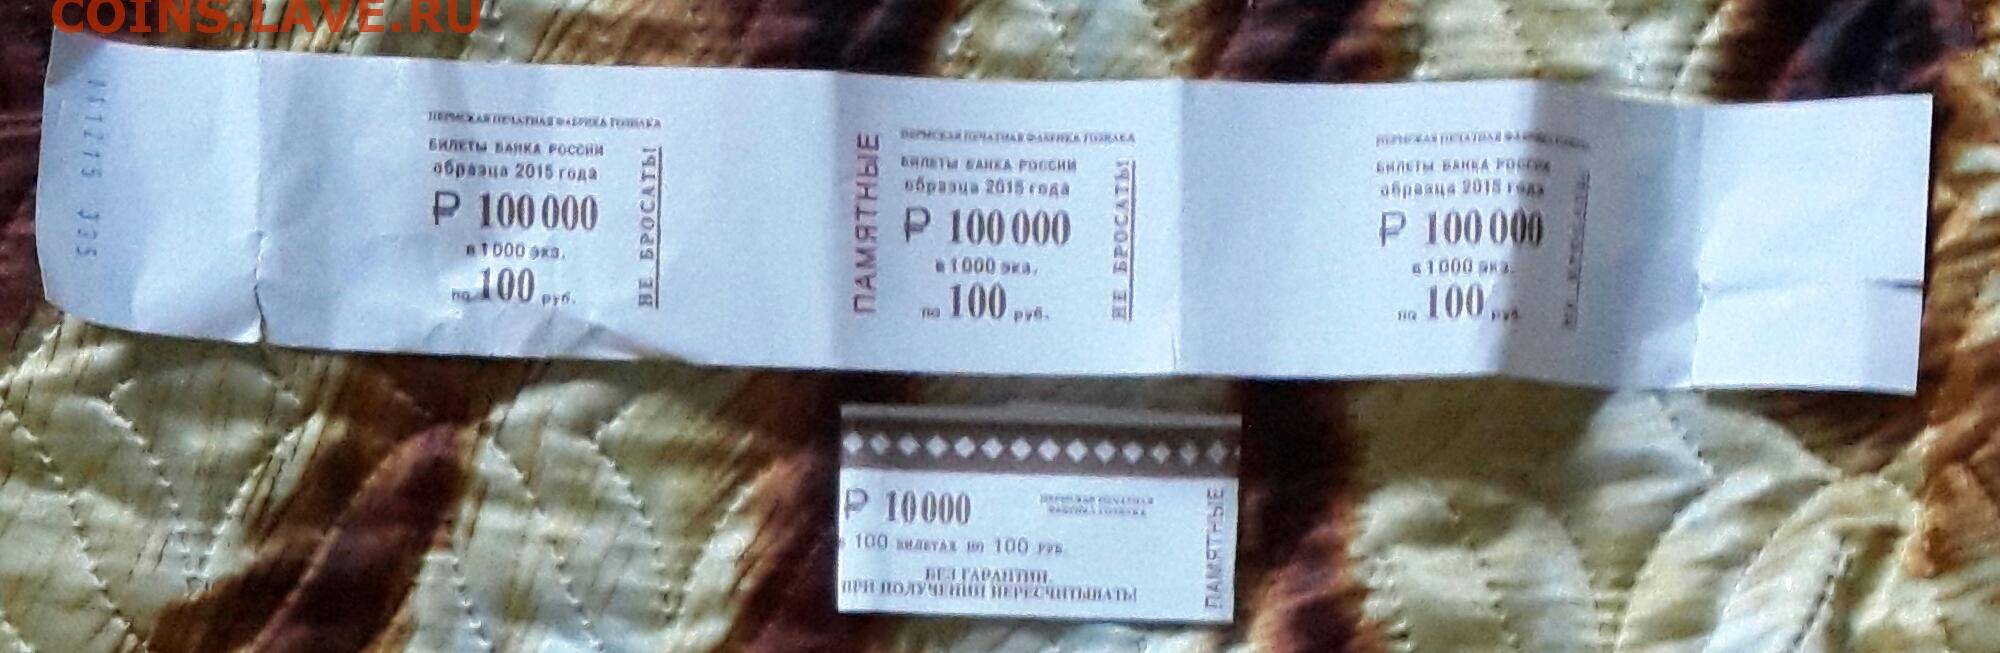 COINS.LAVE.RU
111215 335
ПЕРМСКАЯ ПЕЧАТНАЯ ФАБРИКА ГОЗНАКА
БИЛЕТЫ БАНКА РОССИИ
образца 2015 года
₽ 100 000
в 1000 экз.
по 100 руб.
НЕ БРОСАТЬ!
ПАМЯТНЫЕ
ПЕРМСКАЯ ПЕЧАТНАЯ ФАБРИКА ГОЗНАКА
БИЛЕТЫ БАНКА РОССИИ
образца 2015 года
₽ 100 000
в 1000 экз.
по 100 руб.
НЕ БРОСАТЬ!
ПЕРМСКАЯ ПЕЧАТНАЯ ФАБРИКА ГОЗНАКА
БИЛЕТЫ БАНКА РОССИИ
образца 2015 года
₽ 100 000
в 1000 экз.
по 100 руб.
НЕ БРОСАТЬ!
₽ 10 000
ПЕРМСКАЯ ПЕЧАТНАЯ
ФАБРИКА ГОЗНАКА
в 100 БИЛЕТАХ по 100 РУБ.
БЕЗ ГАРАНТИИ.
ПРИ ПОЛУЧЕНИИ ПЕРЕСЧИТЫВАТЬ!
ПАМЯТНЫЕ